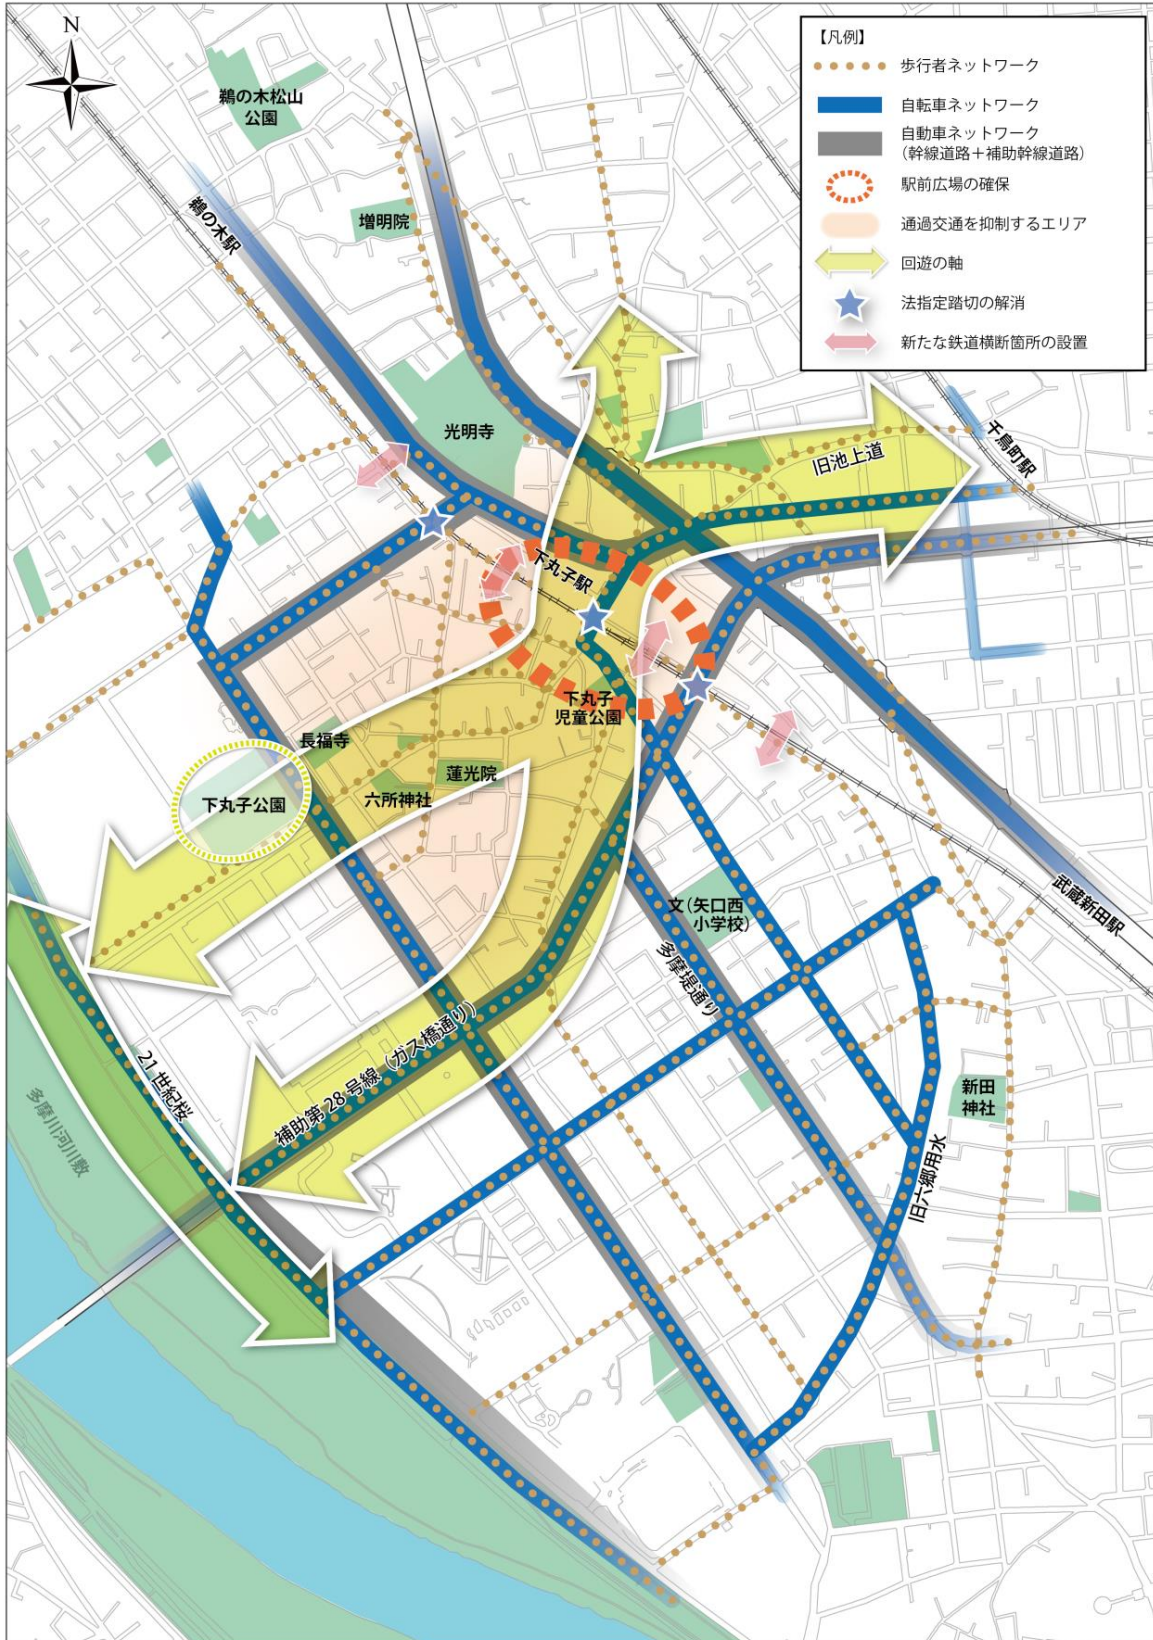 N
【凡例】
歩行者ネットワーク
自転車ネットワーク
自動車ネットワーク
(幹線道路＋補助幹線道路)
駅前広場の確保
通過交通を抑制するエリア
回遊の軸
法指定踏切の解消
新たな鉄道横断箇所の設置
鵜の木松山
公園
鵜の木駅
増明院
光明寺
旧池上道
千鳥町駅
下丸子駅
下丸子
児童公園
長福寺
蓮光院
六所神社
下丸子公園
文(矢口西
小学校)
武蔵新田駅
多摩堤通り
21世紀桜
補助第28号線（ガス橋通り）
多摩川河川敷
新田
神社
旧六郷用水